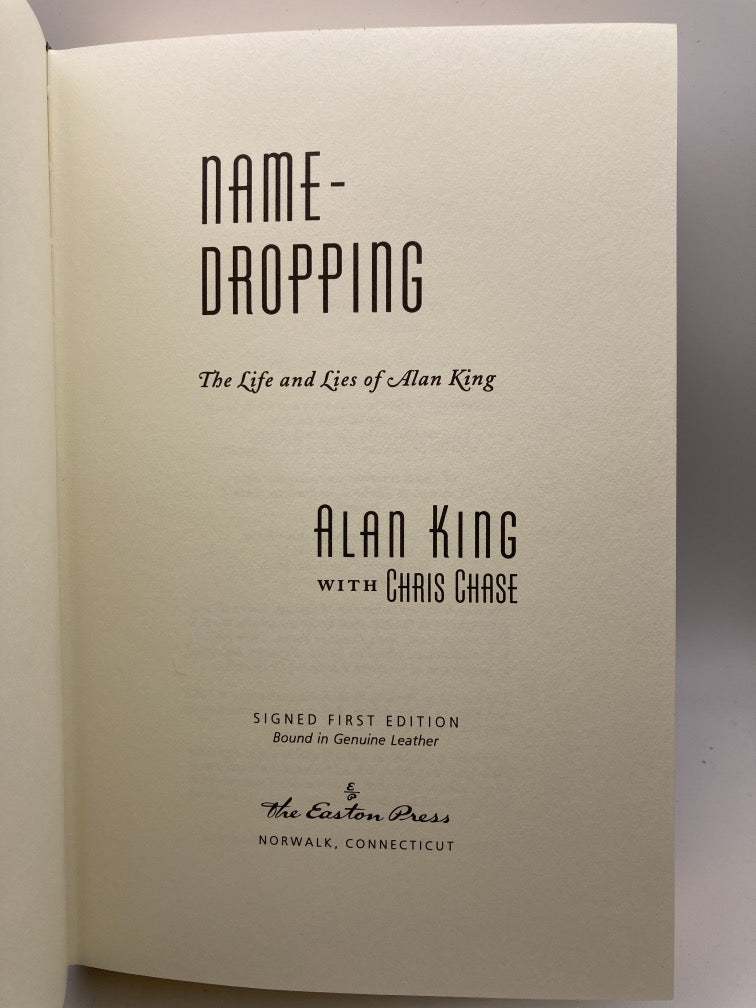 NAME-
DROPPING
The Life and Lies of Alan King
ALAN KING
WITH CHRIS CHASE
SIGNED FIRST EDITION
Bound in Genuine Leather
E
P
The Easton Press
NORWALK, CONNECTICUT